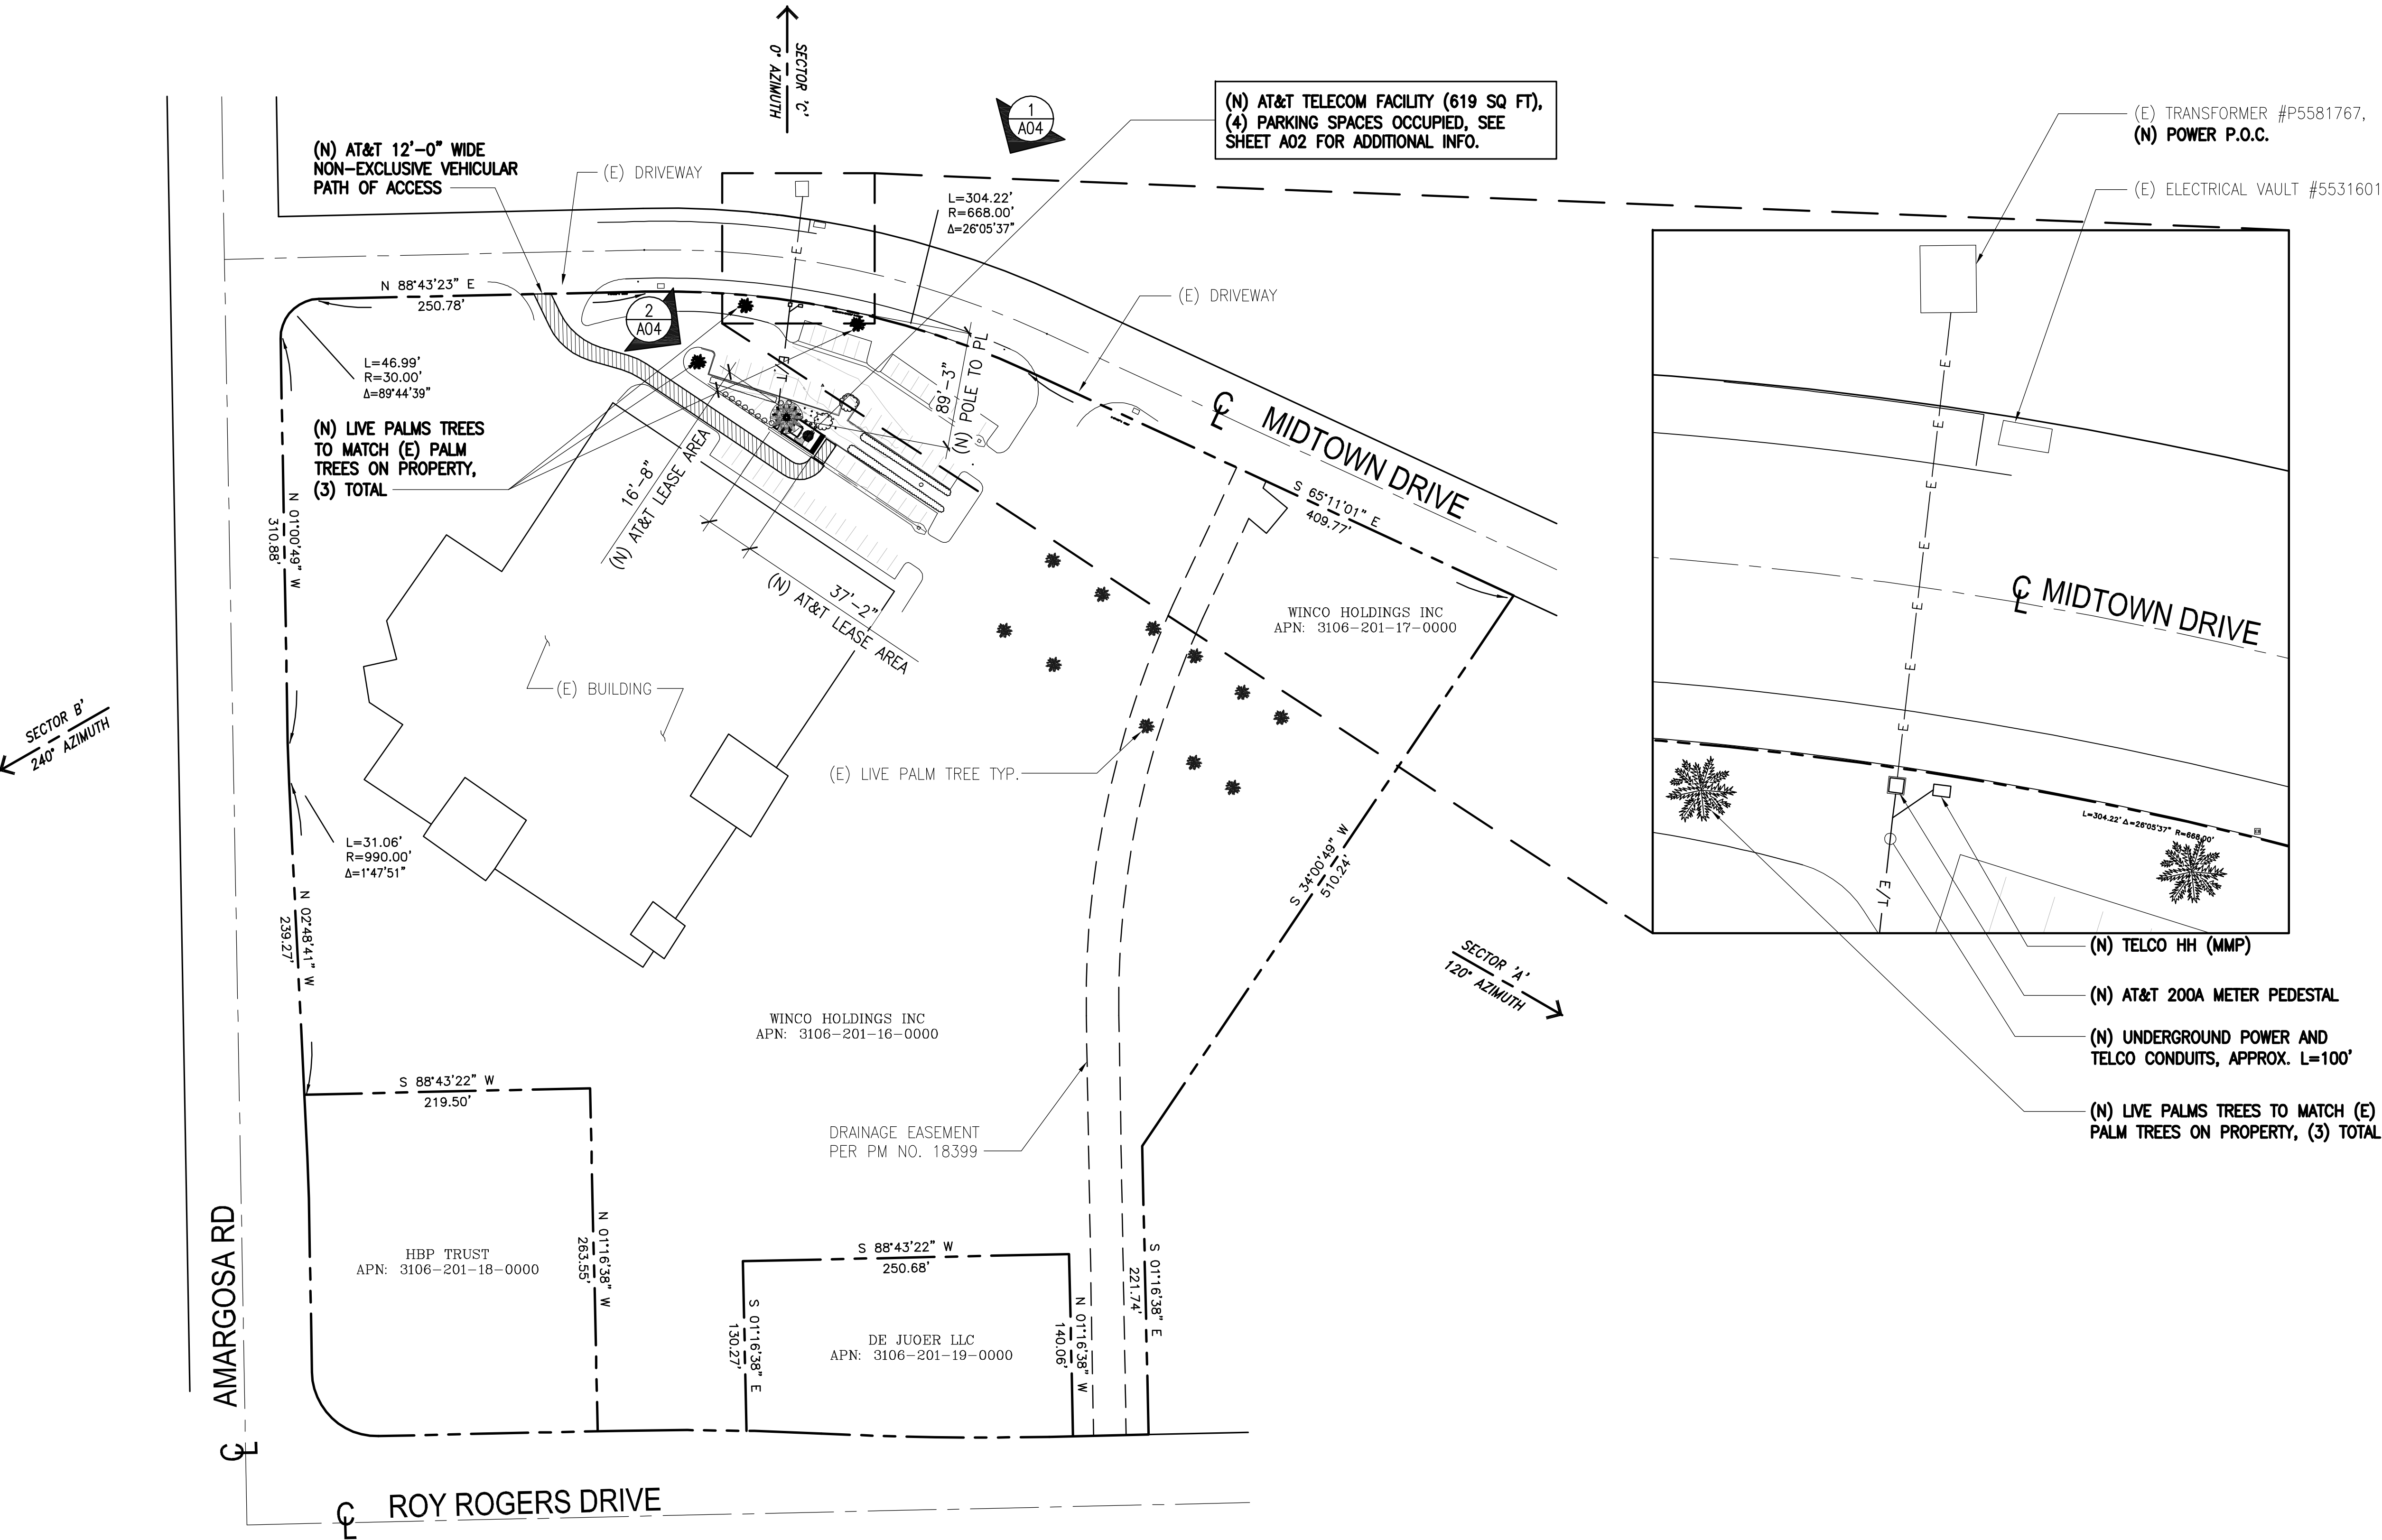 SECTOR 'C'
0° AZIMUTH
1
A04
(N) AT&T TELECOM FACILITY (619 SQ FT),
(4) PARKING SPACES OCCUPIED, SEE
SHEET A02 FOR ADDITIONAL INFO.
(E) TRANSFORMER #P5581767,
(N) POWER P.O.C.
(E) ELECTRICAL VAULT #5531601
(N) AT&T 12'-0" WIDE
NON-EXCLUSIVE VEHICULAR
PATH OF ACCESS
(E) DRIVEWAY
L=304.22'
R=668.00'
Δ=26°05'37"
E
N 88°43'23" E
250.78'
2
A04
(E) DRIVEWAY
L=46.99'
R=30.00'
Δ=89°44'39"
E/T
89'-3"
(N) POLE TO PL
(N) LIVE PALMS TREES
TO MATCH (E) PALM
TREES ON PROPERTY,
(3) TOTAL
16'-8"
(N) AT&T LEASE AREA
37'-2"
(N) AT&T LEASE AREA
CL MIDTOWN DRIVE
S 65°11'01" E
409.77'
N 01°00'49" W
310.88'
WINCO HOLDINGS INC
APN: 3106-201-17-0000
(E) BUILDING
SECTOR B'
240° AZIMUTH
(E) LIVE PALM TREE TYP.
L=31.06'
R=990.00'
Δ=1°47'51"
N 02°48'41" W
239.27'
S 34°00'49" W
510.24'
SECTOR 'A'
120° AZIMUTH
WINCO HOLDINGS INC
APN: 3106-201-16-0000
S 88°43'22" W
219.50'
DRAINAGE EASEMENT
PER PM NO. 18399
HBP TRUST
APN: 3106-201-18-0000
N 01°16'38" W
263.55'
S 88°43'22" W
250.68'
S 01°16'38" E
130.27'
DE JUOER LLC
APN: 3106-201-19-0000
N 01°16'38" W
140.06'
S 01°16'38" E
221.74'
AMARGOSA RD
CL
CL ROY ROGERS DRIVE
E
E
E
E
E
E
E
CL MIDTOWN DRIVE
L=304.22' Δ=26°05'37" R=668.00'
E/T
(N) TELCO HH (MMP)
(N) AT&T 200A METER PEDESTAL
(N) UNDERGROUND POWER AND
TELCO CONDUITS, APPROX. L=100'
(N) LIVE PALMS TREES TO MATCH (E)
PALM TREES ON PROPERTY, (3) TOTAL